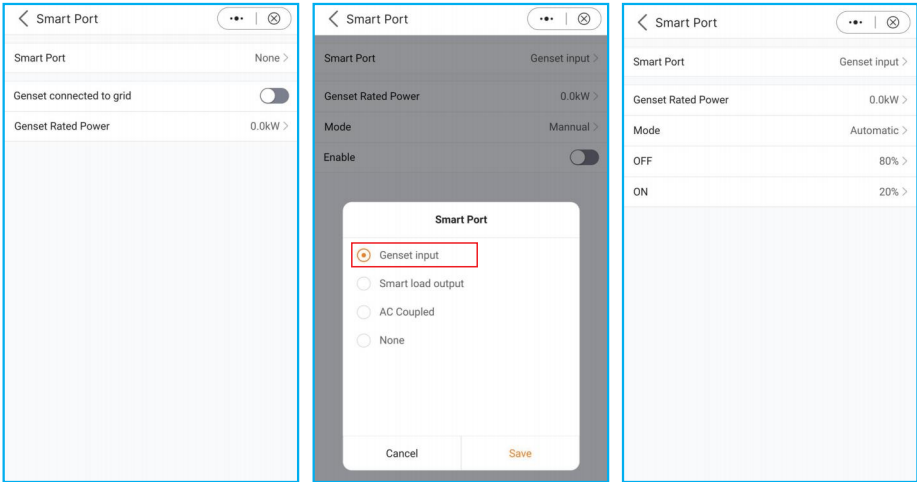 Smart Port
Smart Port None
Genset connected to grid
Genset Rated Power 0.0kW
Smart Port
Smart Port Genset input
Genset Rated Power 0.0kW
Mode Mannual
Enable
Smart Port
Genset input
Smart load output
AC Coupled
None
Cancel Save
Smart Port
Smart Port Genset input
Genset Rated Power 0.0kW
Mode Automatic
OFF 80%
ON 20%